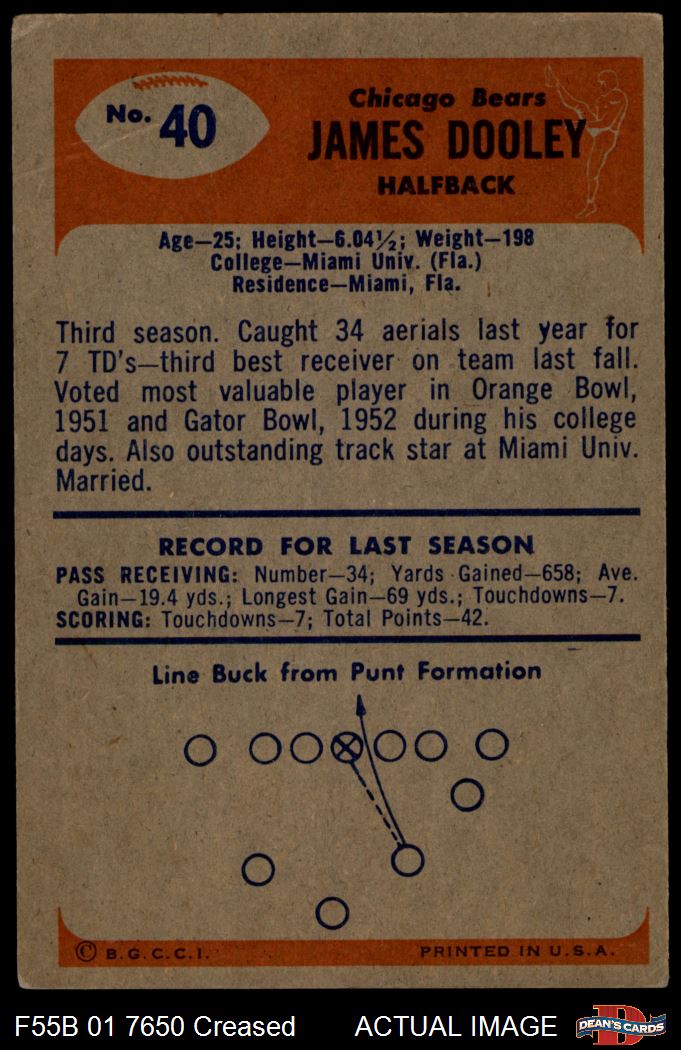 No. 40
Chicago Bears
JAMES DOOLEY
HALFBACK
Age—25; Height—6.04½; Weight—198
College—Miami Univ. (Fla.)
Residence—Miami, Fla.
Third season. Caught 34 aerials last year for
7 TD's—third best receiver on team last fall.
Voted most valuable player in Orange Bowl,
1951 and Gator Bowl, 1952 during his college
days. Also outstanding track star at Miami Univ.
Married.
RECORD FOR LAST SEASON
PASS RECEIVING: Number—34; Yards Gained—658; Ave.
Gain—19.4 yds.; Longest Gain—69 yds.; Touchdowns—7.
SCORING: Touchdowns—7; Total Points—42.
Line Buck from Punt Formation
© B.G.C.C.I. PRINTED IN U.S.A.
F55B 01 7650 Creased ACTUAL IMAGE
D
DEAN'S CARDS